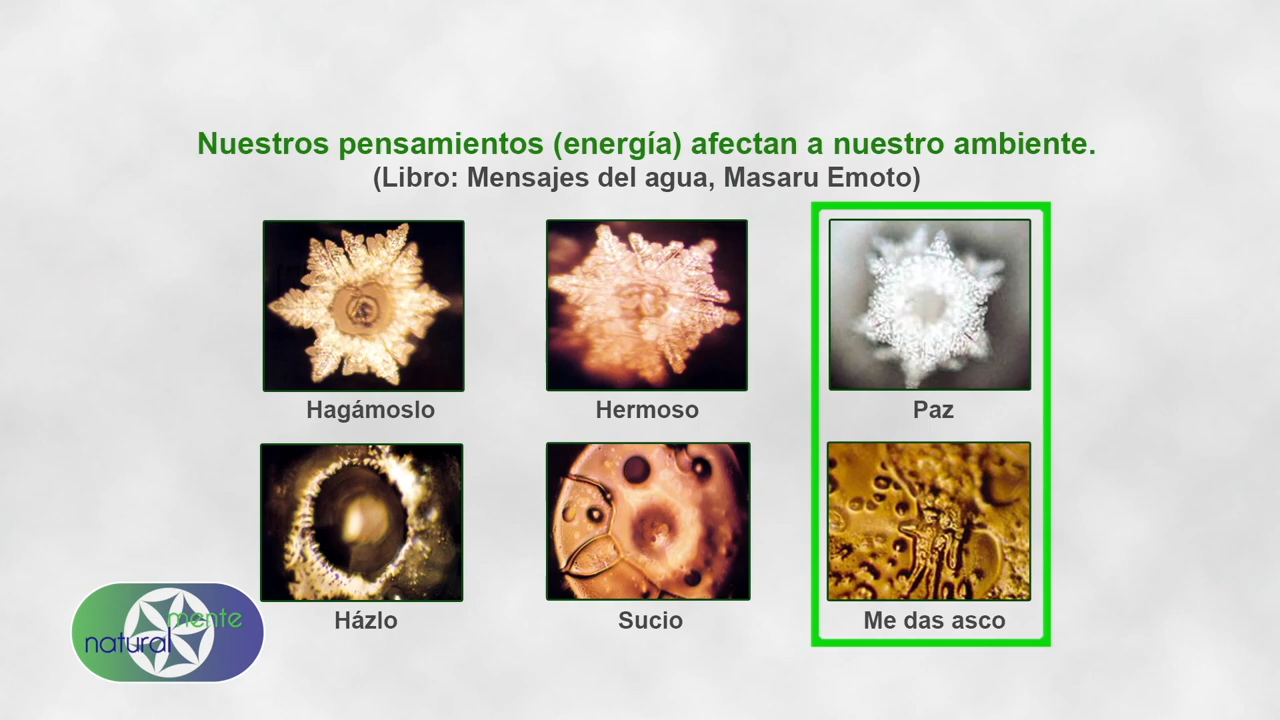 Nuestros pensamientos (energía) afectan a nuestro ambiente.
(Libro: Mensajes del agua, Masaru Emoto)
Hagámoslo
Hermoso
Paz
Házlo
Sucio
Me das asco
mente
natural